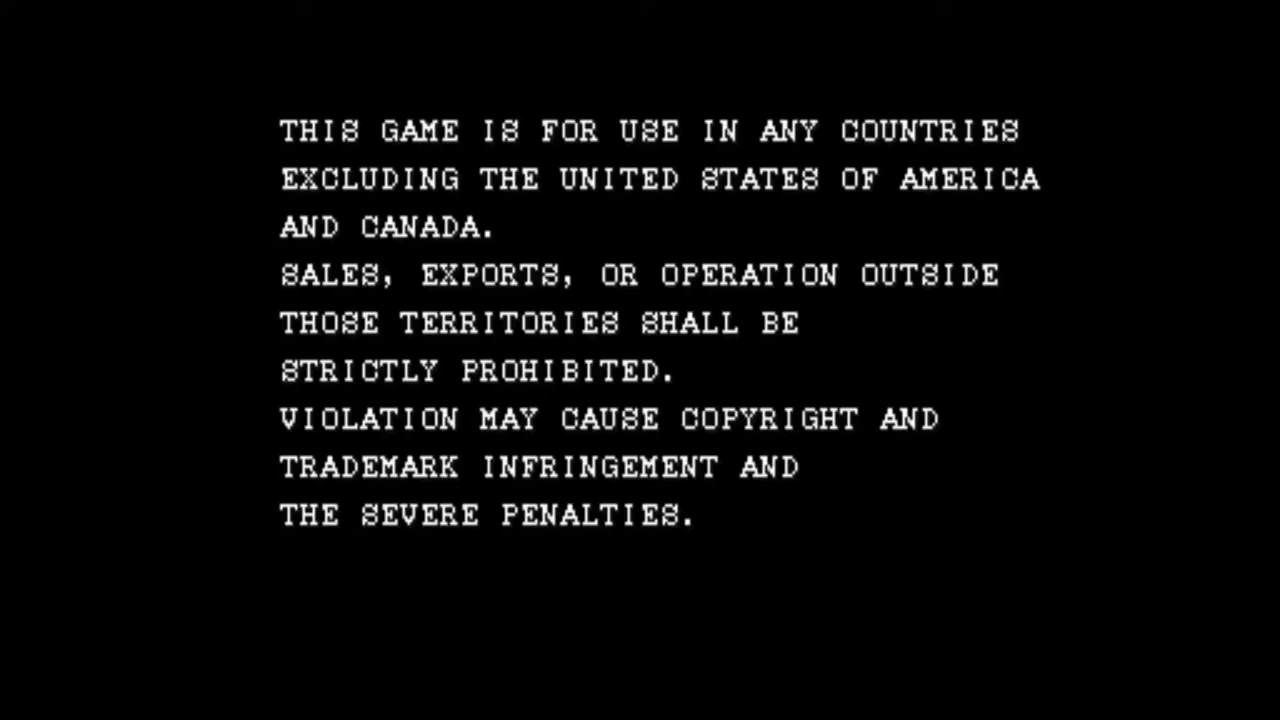 THIS GAME IS FOR USE IN ANY COUNTRIES
EXCLUDING THE UNITED STATES OF AMERICA
AND CANADA.
SALES, EXPORTS, OR OPERATION OUTSIDE
THOSE TERRITORIES SHALL BE
STRICTLY PROHIBITED.
VIOLATION MAY CAUSE COPYRIGHT AND
TRADEMARK INFRINGEMENT AND
THE SEVERE PENALTIES.